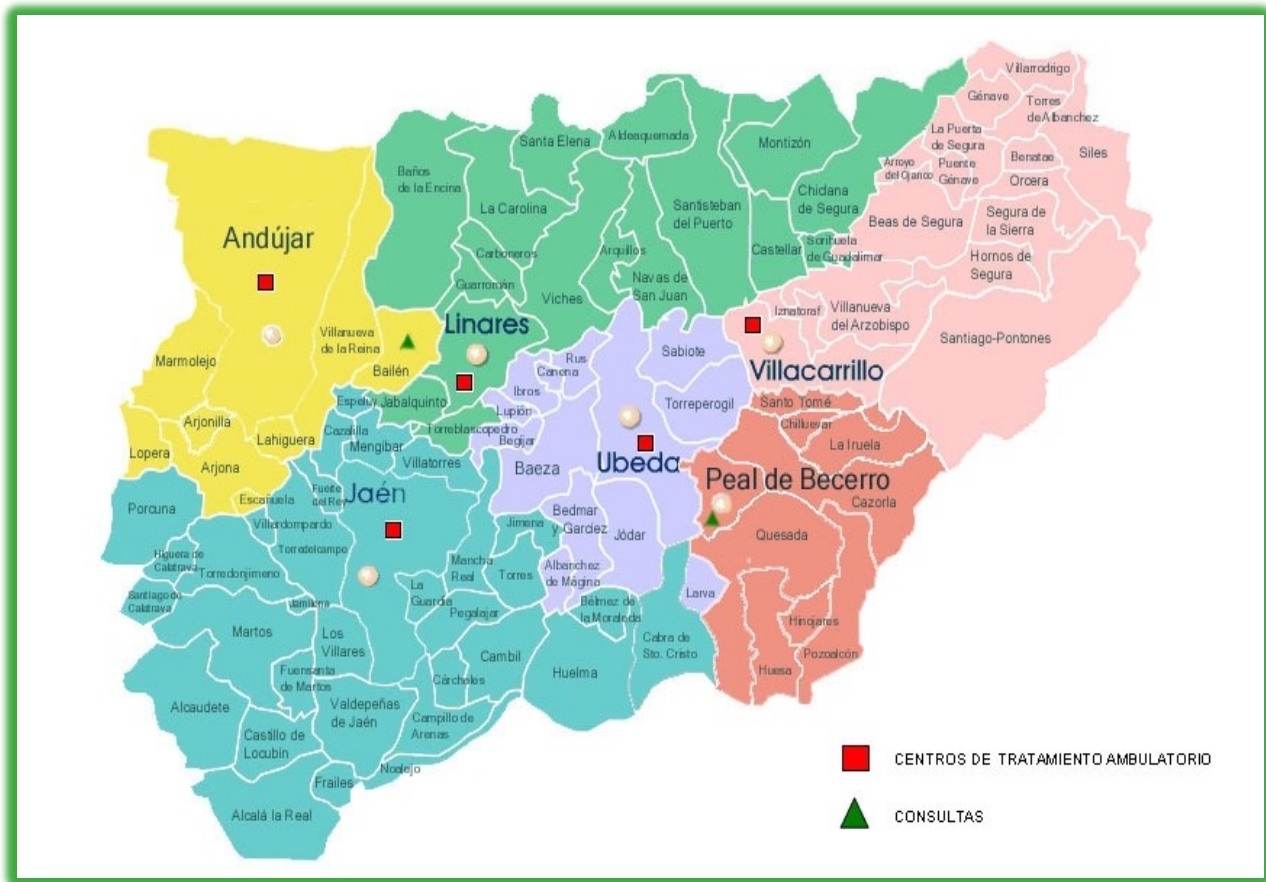 Villarrodrigo
Génave
Torres
de Albanchez
Santa Elena
Aldeaquemada
Montizón
La Puerta
de Segura
Siles
Baños
de la Encina
Arroyo
del Ojanco
Puente
Génave
Benatae
Orcera
La Carolina
Santisteban
del Puerto
Chidana
de Segura
Beas de Segura
Segura de
la Sierra
Andújar
Carboneros
Arquillos
Castellar
Sorihuela
de Guadalimar
Hornos de
Segura
Guarromán
Viches
Navas de
San Juan
Iznatoraf
Villanueva
del Arzobispo
Linares
Villanueva
de la Reina
Santiago-Pontones
Marmolejo
Bailén
Rus
Canena
Sabiote
Villacarrillo
Espeluy
Jabalquinto
Ibros
Lupión
Torreperogil
Santo Tomé
Arjonilla
Cazalilla
Torreblascopedro
Begíjar
Chilluevar
Lahiguera
Mengibar
La Iruela
Lopera
Arjona
Villatorres
Baeza
Ubeda
Peal de Becerro
Porcuna
Escañuela
Fuerte
del Rey
Jaén
Cazorla
Villardompardo
Jimena
Bedmar
y Garcíez
Jódar
Quesada
Higuera de
Calatrava
Torredelcampo
Torredonjimeno
Mancha
Real
Torres
Albanchez
de Mágina
Santiago de
Calatrava
Jamilena
La
Guardia
Pegalajar
Bélmez de
la Moraleda
Larva
Martos
Los
Villares
Hinojares
Cambil
Cabra de
Sto. Cristo
Pozoalcón
Fuensanta
de Martos
Cárcheles
Huelma
Huesa
Alcaudete
Valdepeñas
de Jaén
Campillo de
Arenas
Castillo de
Locubín
Noalejo
Frailes
Alcalá la Real
CENTROS DE TRATAMIENTO AMBULATORIO
CONSULTAS